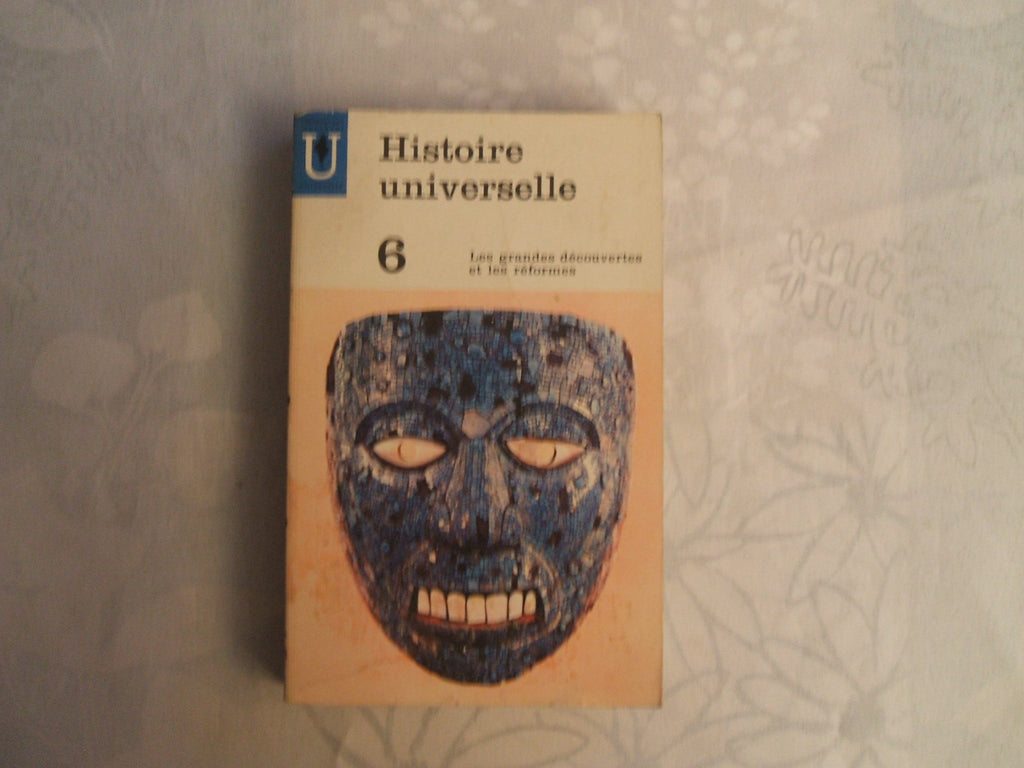 U
Histoire
universelle
6
Les grandes découvertes
et les réformes